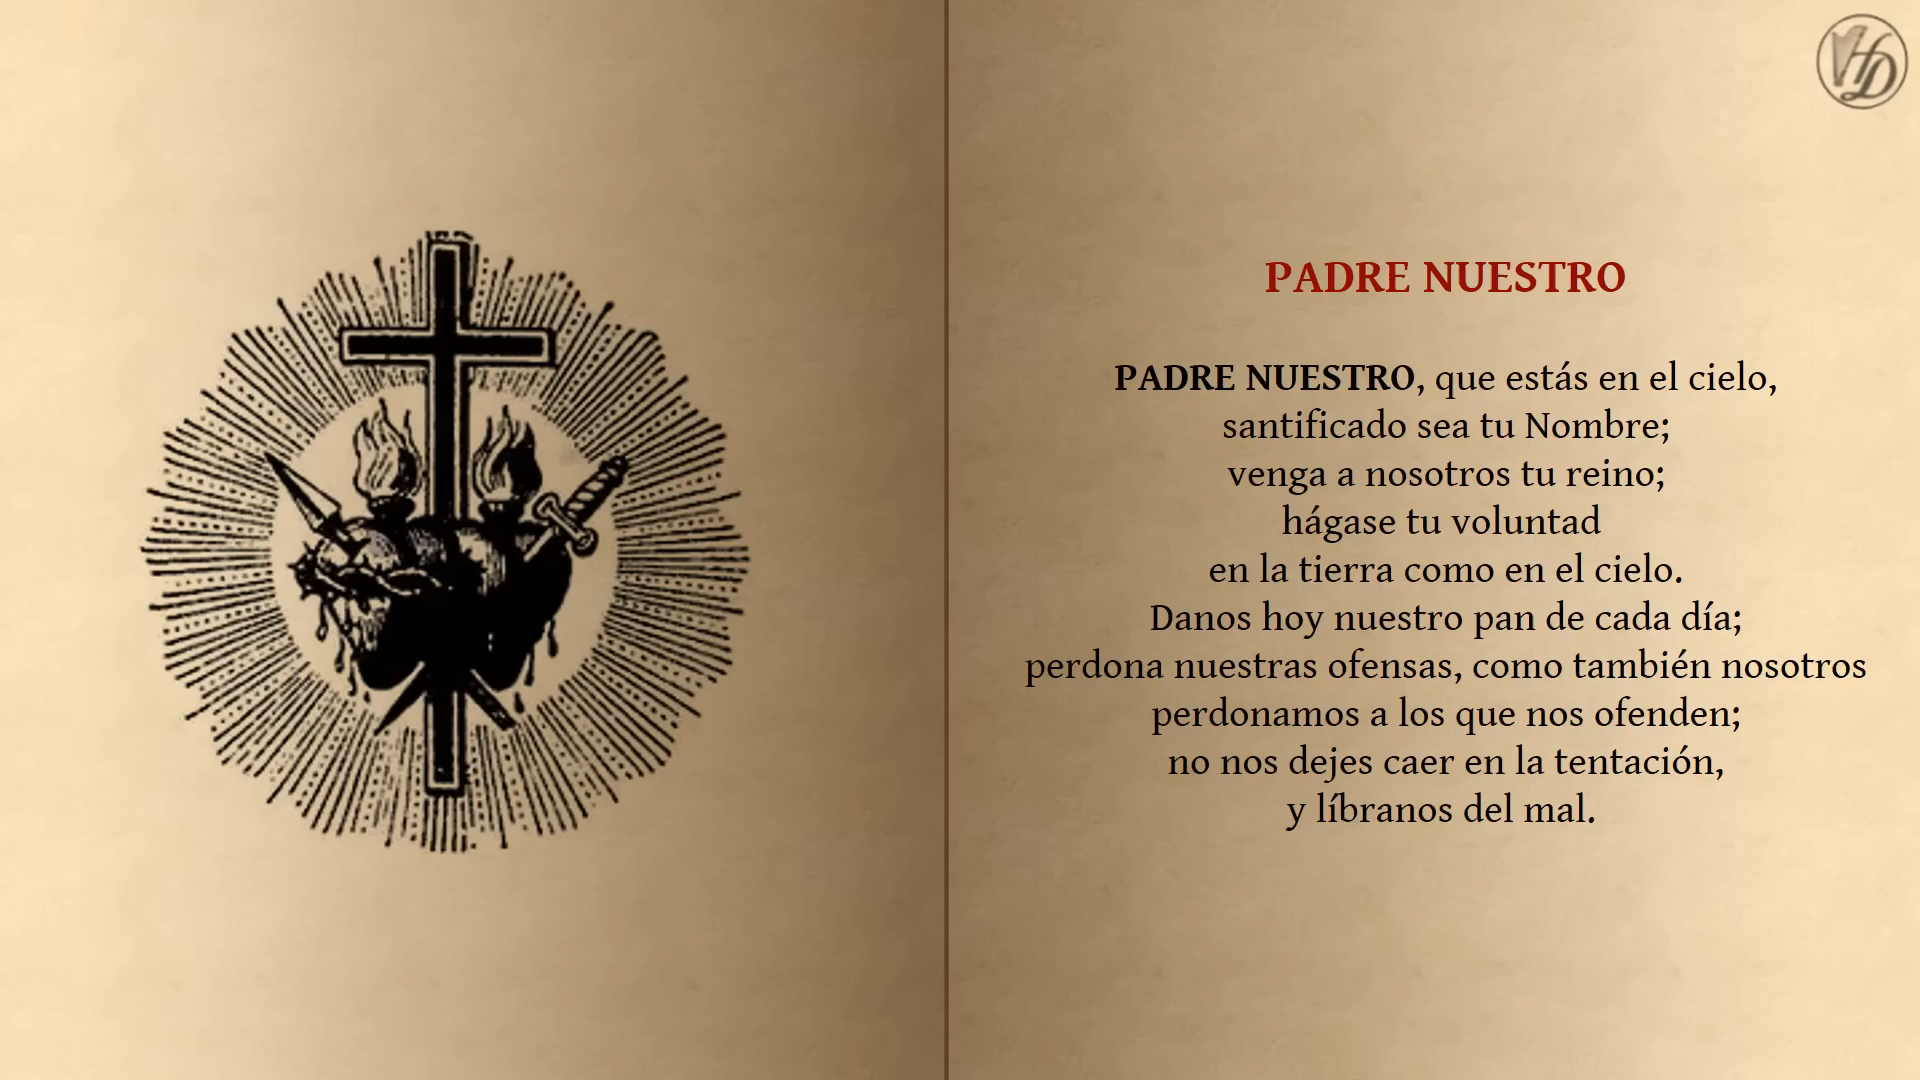 HD
PADRE NUESTRO
PADRE NUESTRO, que estás en el cielo,
santificado sea tu Nombre;
venga a nosotros tu reino;
hágase tu voluntad
en la tierra como en el cielo.
Danos hoy nuestro pan de cada día;
perdona nuestras ofensas, como también nosotros
perdonamos a los que nos ofenden;
no nos dejes caer en la tentación,
y líbranos del mal.